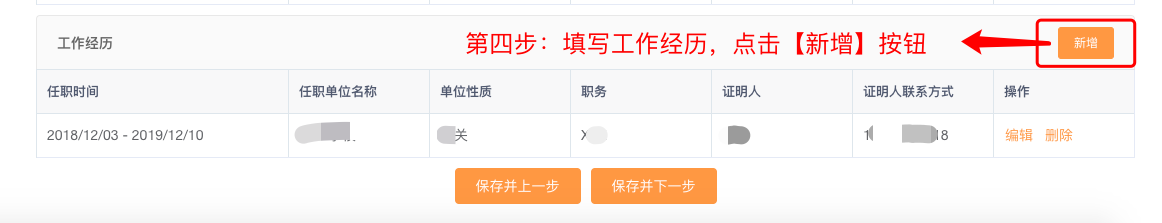 工作经历
第四步：填写工作经历，点击【新增】按钮
新增
任职时间 任职单位名称 单位性质 职务 证明人 证明人联系方式 操作
2018/12/03 - 2019/12/10 关 18 编辑 删除
保存并上一步 保存并下一步